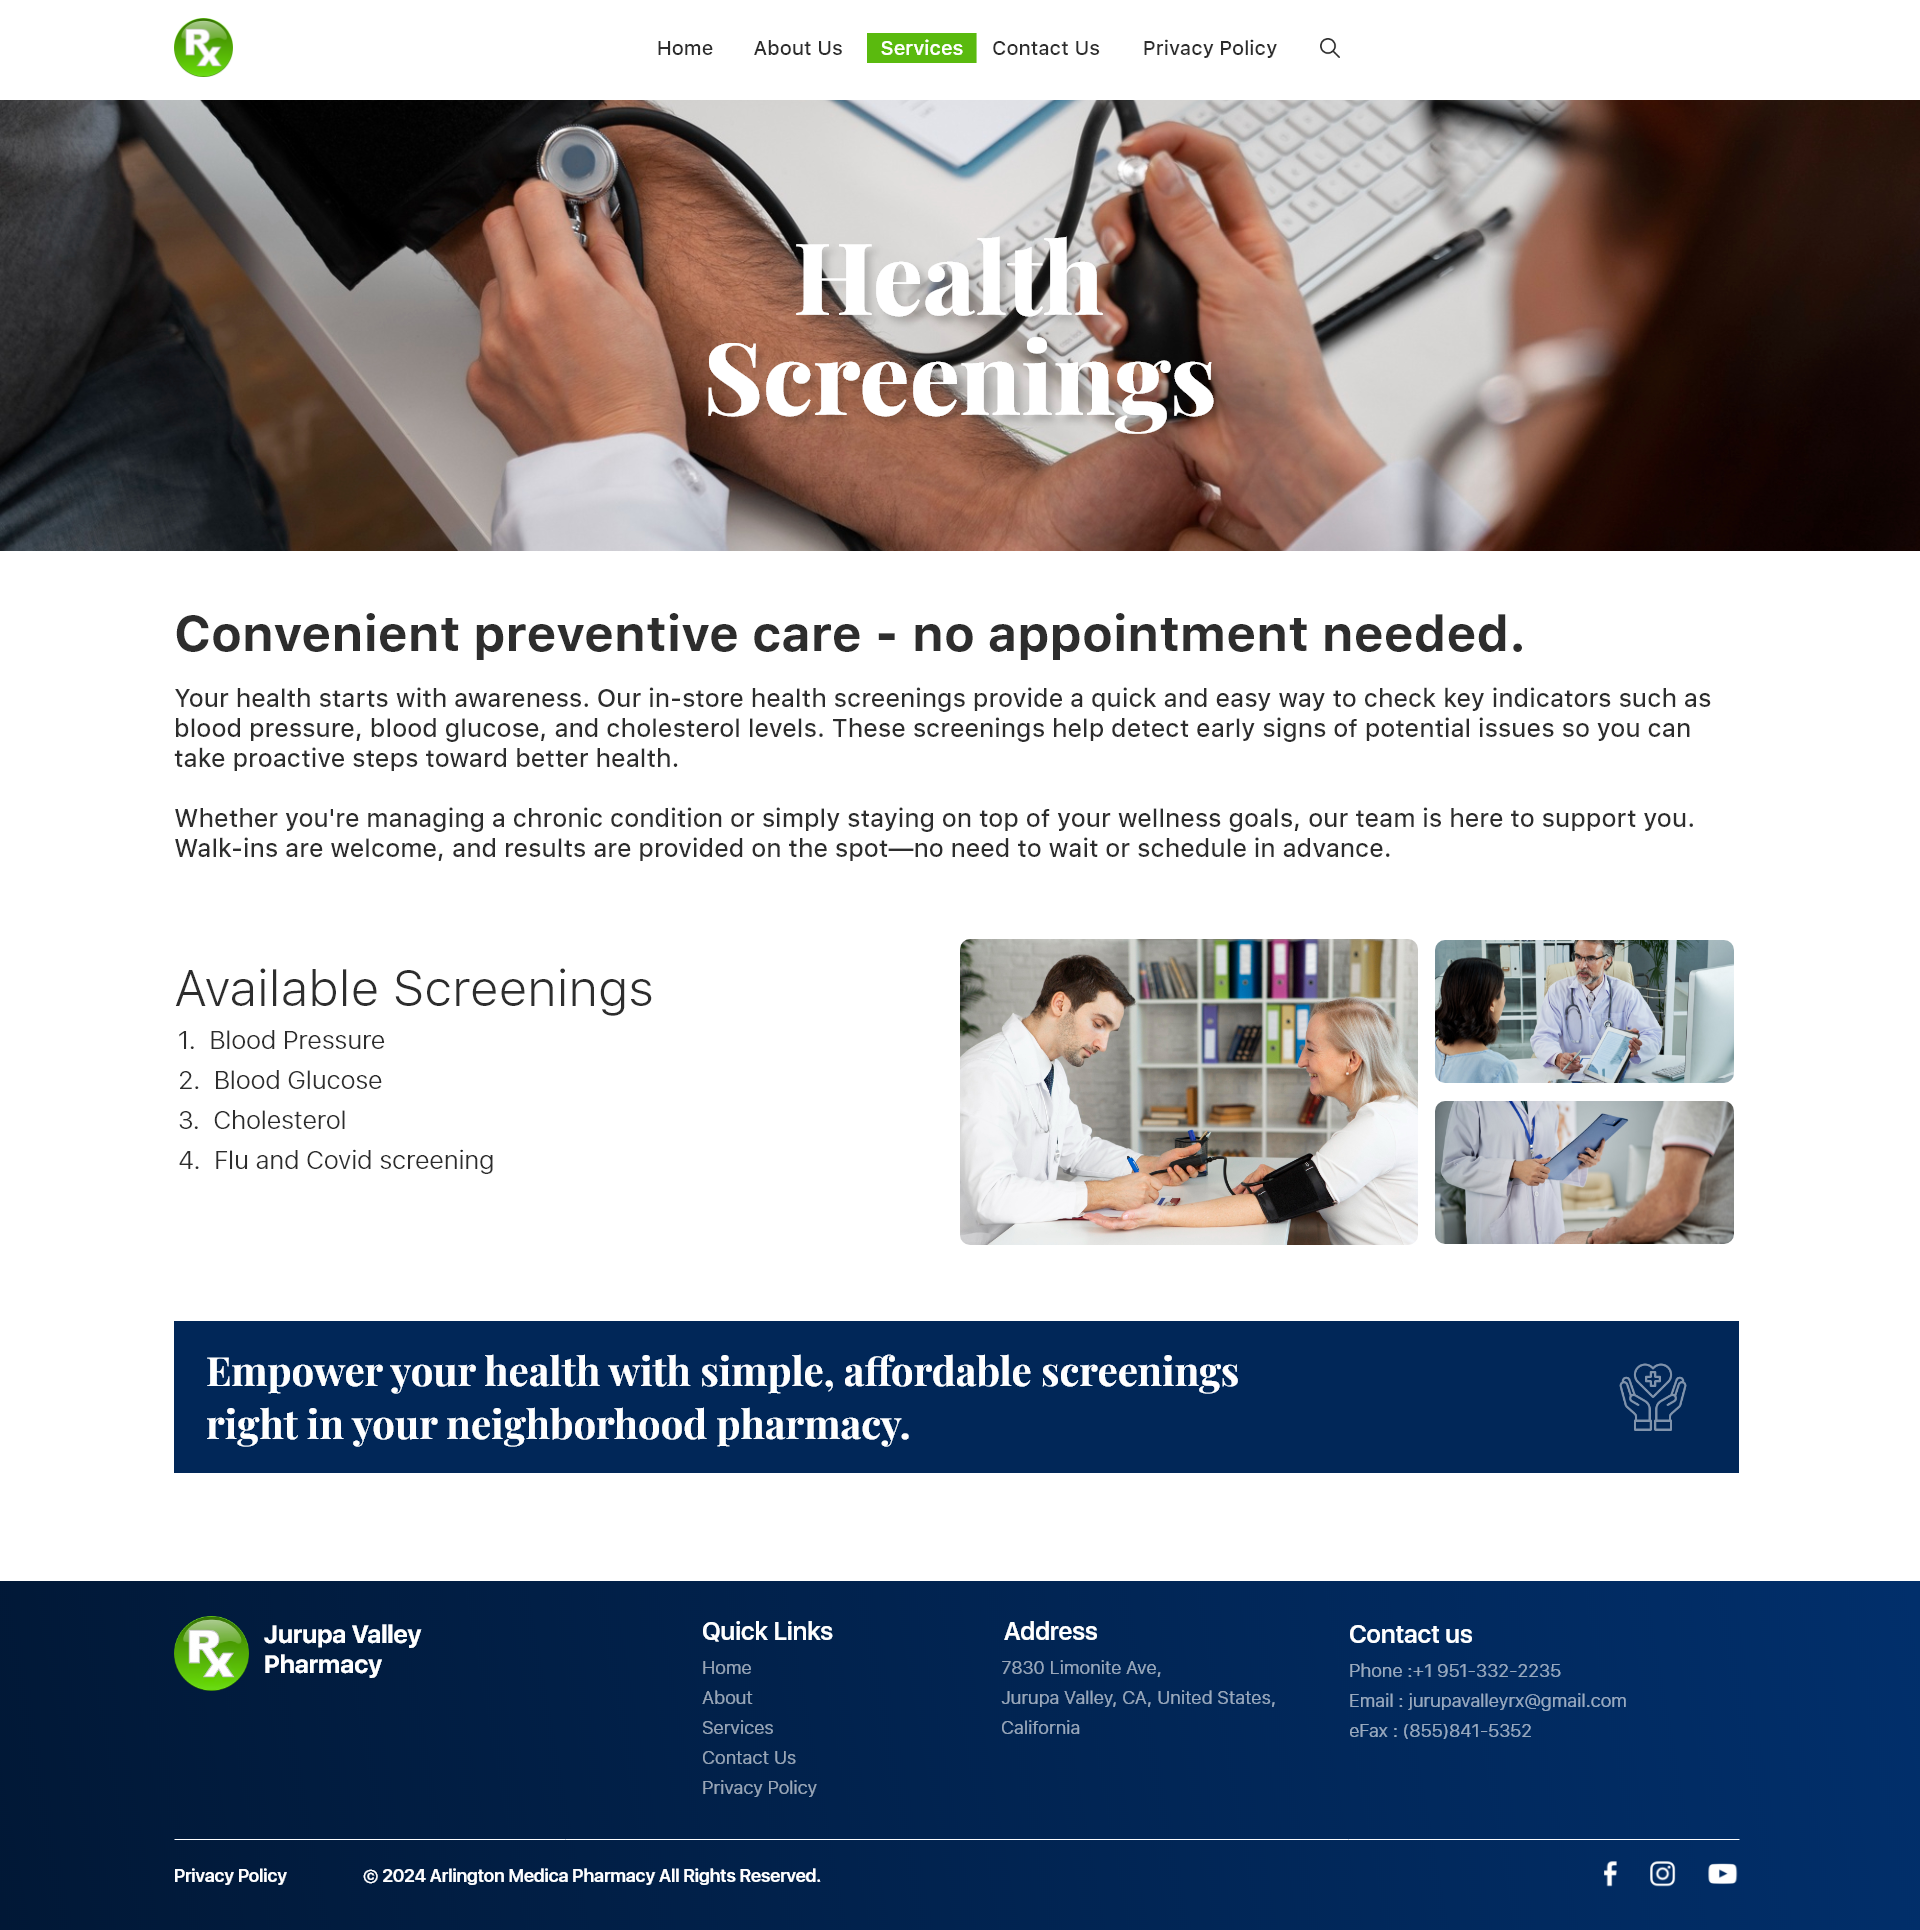 Rx
Home
About Us
Services
Contact Us
Privacy Policy
Health
Screenings
Convenient preventive care - no appointment needed.
Your health starts with awareness. Our in-store health screenings provide a quick and easy way to check key indicators such as
blood pressure, blood glucose, and cholesterol levels. These screenings help detect early signs of potential issues so you can
take proactive steps toward better health.
Whether you're managing a chronic condition or simply staying on top of your wellness goals, our team is here to support you.
Walk-ins are welcome, and results are provided on the spot—no need to wait or schedule in advance.
Available Screenings
1. Blood Pressure
2. Blood Glucose
3. Cholesterol
4. Flu and Covid screening
Empower your health with simple, affordable screenings
right in your neighborhood pharmacy.
Rx
Jurupa Valley
Pharmacy
Quick Links
Home
About
Services
Contact Us
Privacy Policy
Address
7830 Limonite Ave,
Jurupa Valley, CA, United States,
California
Contact us
Phone :+1 951-332-2235
Email : jurupavalleyrx@gmail.com
eFax : (855)841-5352
Privacy Policy
© 2024 Arlington Medica Pharmacy All Rights Reserved.